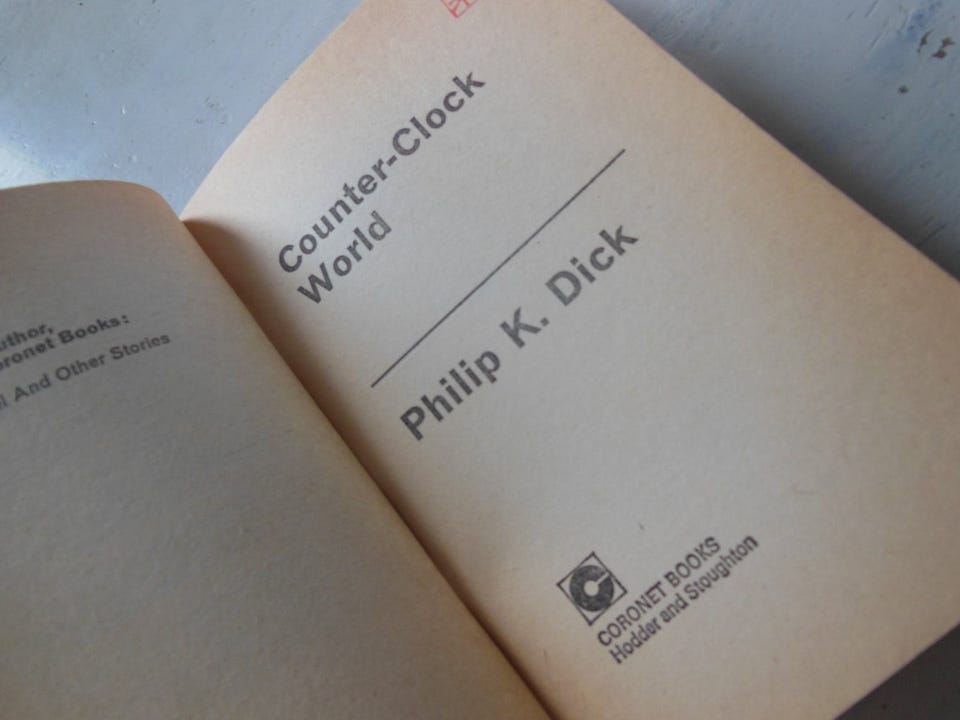 uthor,
oronet Books:
l And Other Stories
Counter-Clock
World
Philip K. Dick
CORONET BOOKS
Hodder and Stoughton